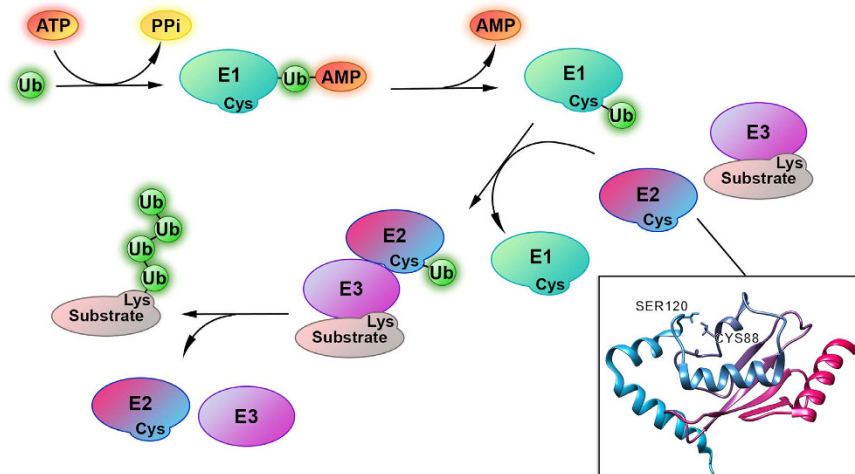 ATP
PPi
Ub
E1
Cys
Ub
AMP
AMP
E1
Cys
Ub
E3
Lys
Substrate
E2
Cys
E1
Cys
E2
Cys
Ub
E3
Lys
Substrate
Ub
Ub
Ub
Ub
Lys
Substrate
E2
Cys
E3
SER120
CYS88